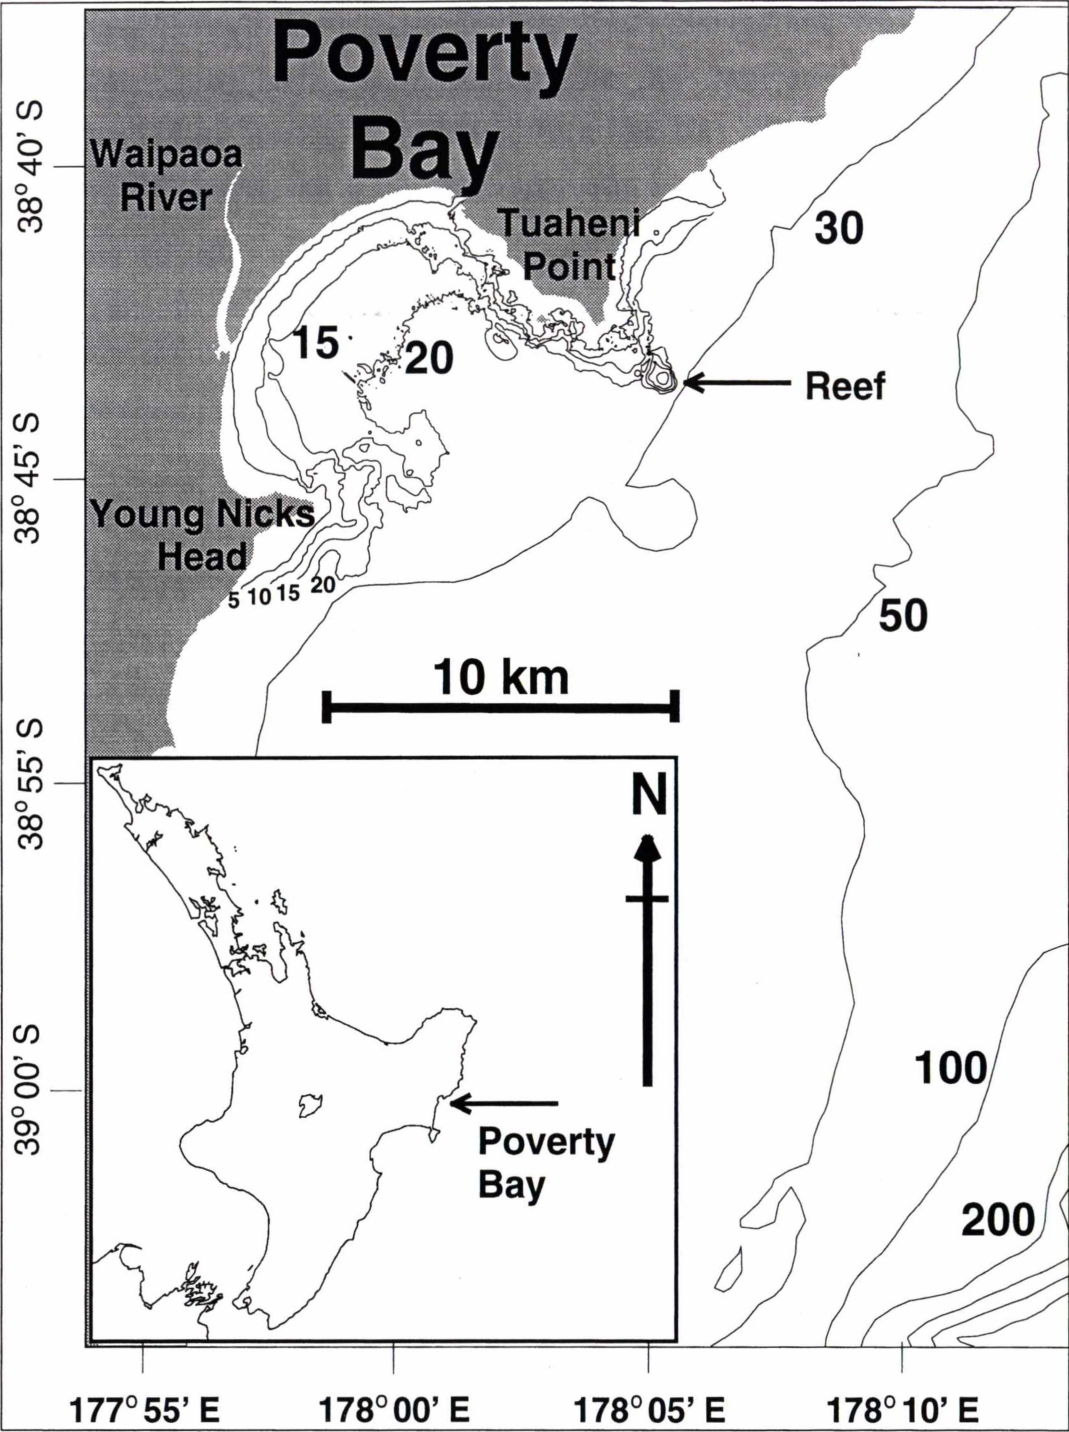 Poverty
Bay
Waipaoa
River
Tuaheni
Point
30
15
20
Reef
Young Nicks
Head
5 10 15 20
50
10 km
N
Poverty
Bay
100
200
38° 40' S
38° 45' S
38° 55' S
39° 00' S
177° 55' E
178° 00' E
178° 05' E
178° 10' E